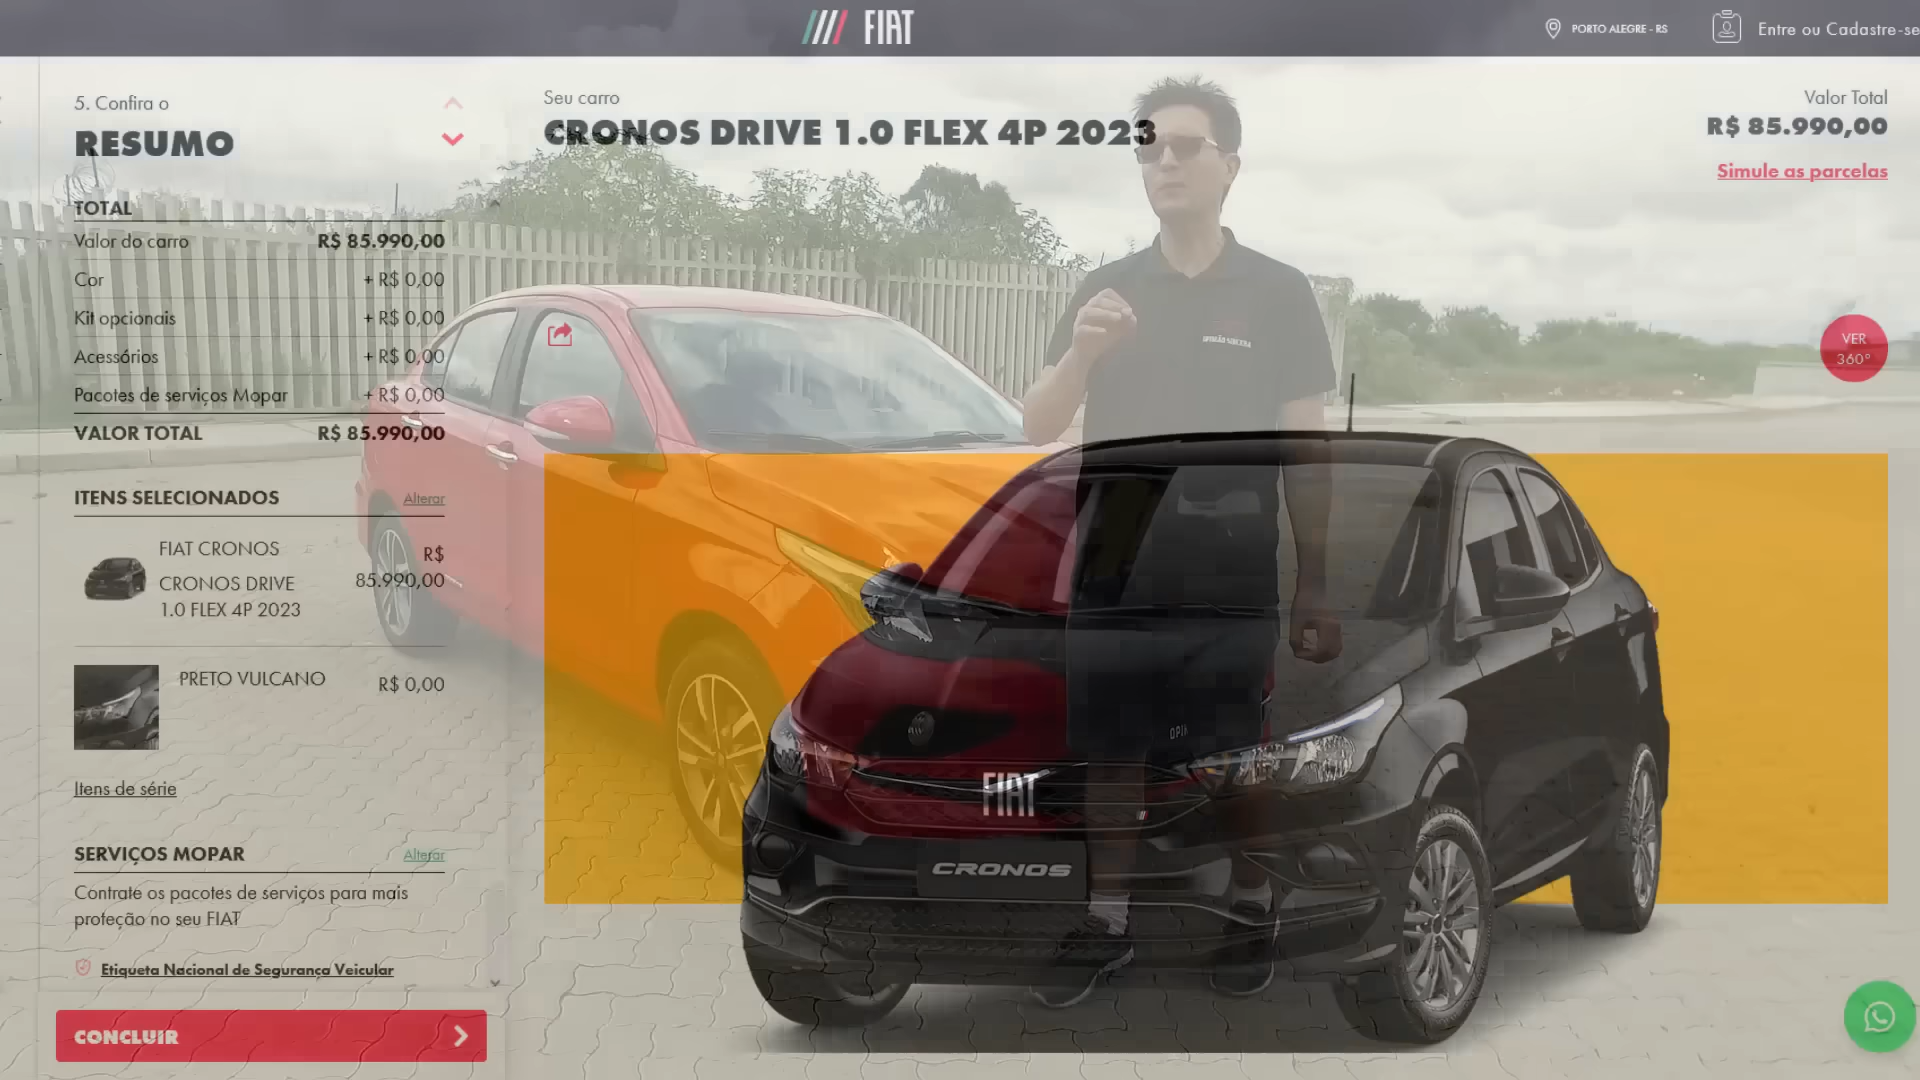 FIAT
PORTO ALEGRE - RS
Entre ou Cadastre-se
5. Confira o
RESUMO
Seu carro
CRONOS DRIVE 1.0 FLEX 4P 2023
Valor Total
R$ 85.990,00
Simule as parcelas
TOTAL
Valor do carro R$ 85.990,00
Cor + R$ 0,00
Kit opcionais + R$ 0,00
Acessórios + R$ 0,00
Pacotes de serviços Mopar + R$ 0,00
VALOR TOTAL R$ 85.990,00
VER
360°
ITENS SELECIONADOS Alterar
FIAT CRONOS
CRONOS DRIVE
1.0 FLEX 4P 2023
R$
85.990,00
PRETO VULCANO R$ 0,00
Itens de série
SERVIÇOS MOPAR Alterar
Contrate os pacotes de serviços para mais
proteção no seu FIAT
Etiqueta Nacional de Segurança Veicular
CONCLUIR
FIAT
CRONOS